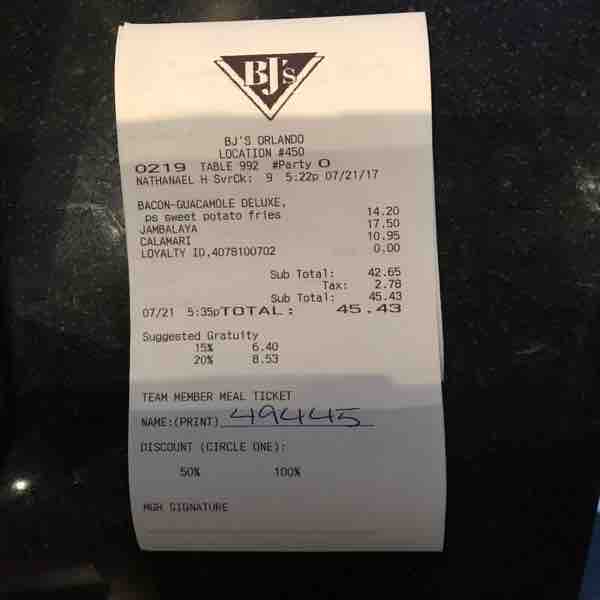 BJ's
BJ'S ORLANDO
LOCATION #450
0219 TABLE 992 #Party 0
NATHANAEL H SvrCk: 9 5:22p 07/21/17
BACON-GUACAMOLE DELUXE,
ps sweet potato fries 14.20
JAMBALAYA 17.50
CALAMARI 10.95
LOYALTY ID,4078100702 0.00
Sub Total: 42.65
Tax: 2.78
Sub Total: 45.43
07/21 5:35pTOTAL: 45.43
Suggested Gratuity
15% 6.40
20% 8.53
TEAM MEMBER MEAL TICKET
NAME:(PRINT) 49445
DISCOUNT (CIRCLE ONE):
50% 100%
MGR SIGNATURE